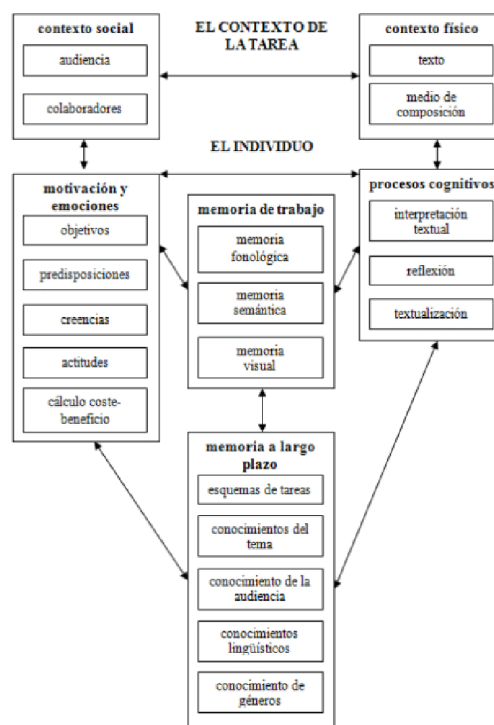 contexto social
audiencia
colaboradores
EL CONTEXTO DE
LA TAREA
contexto físico
texto
medio de
composición
EL INDIVIDUO
motivación y
emociones
objetivos
predisposiciones
creencias
actitudes
cálculo coste-
beneficio
memoria de trabajo
memoria
fonológica
memoria
semántica
memoria
visual
procesos cognitivos
interpretación
textual
reflexión
textualización
memoria a largo
plazo
esquemas de tareas
conocimientos del
tema
conocimiento de la
audiencia
conocimientos
lingüísticos
conocimiento de
géneros